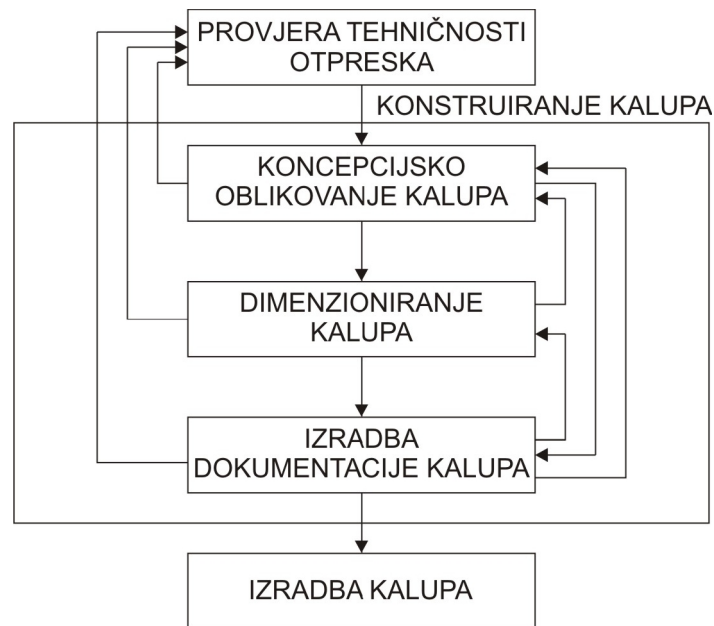 PROVJERA TEHNIČNOSTI
OTPRESKA
KONSTRUIRANJE KALUPA
KONCEPCIJSKO
OBLIKOVANJE KALUPA
DIMENZIONIRANJE
KALUPA
IZRADBA
DOKUMENTACIJE KALUPA
IZRADBA KALUPA